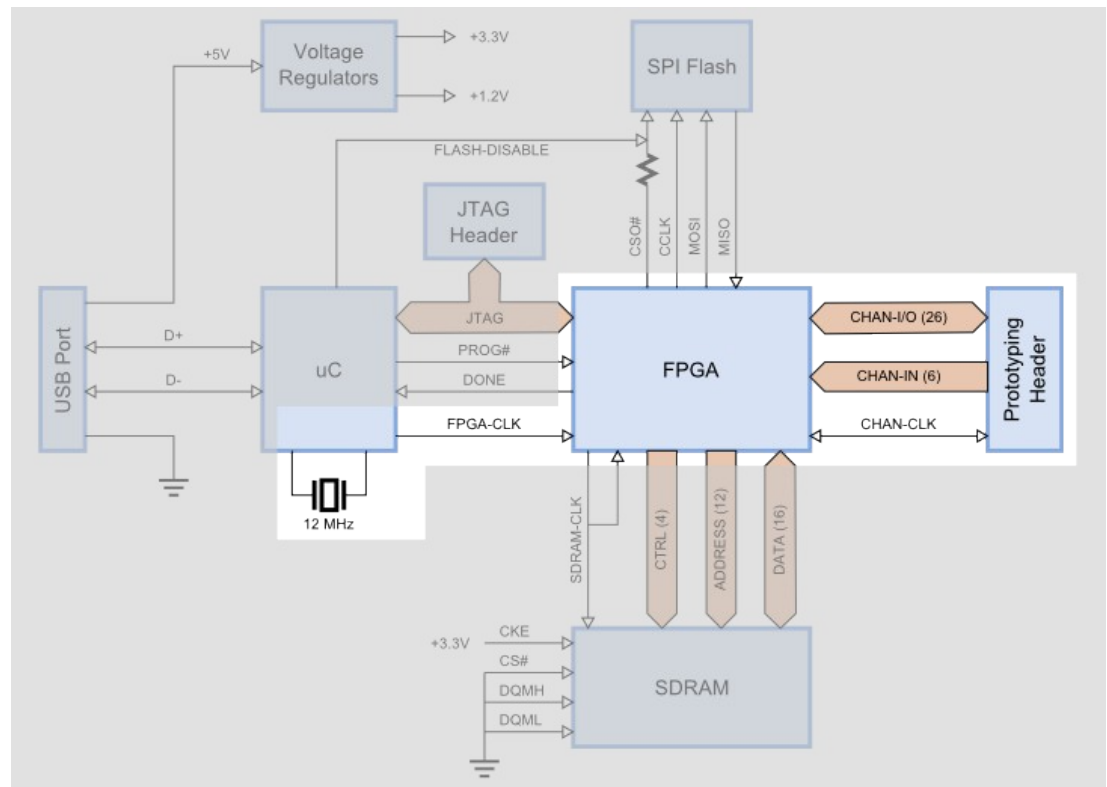 +5V
Voltage
Regulators
+3.3V
+1.2V
SPI Flash
FLASH-DISABLE
JTAG
Header
CSO#
CCLK
MOSI
MISO
USB Port
D+
D-
uC
JTAG
PROG#
DONE
FPGA-CLK
FPGA
CHAN-I/O (26)
CHAN-IN (6)
CHAN-CLK
Prototyping
Header
12 MHz
SDRAM-CLK
CTRL (4)
ADDRESS (12)
DATA (16)
+3.3V
CKE
CS#
DQMH
DQML
SDRAM